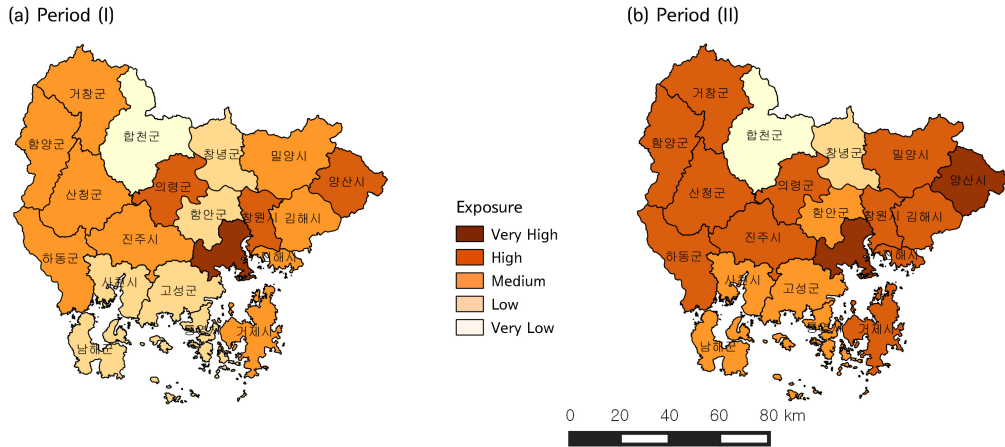 (a) Period (I)
거창군
함양군
합천군
창녕군
밀양시
산청군
의령군
양산시
함안군
창원시
김해시
진주시
하동군
진해시
사천시
고성군
거제시
남해군
Exposure
Very High
High
Medium
Low
Very Low
(b) Period (II)
거창군
함양군
합천군
창녕군
밀양시
산청군
의령군
양산시
함안군
창원시
김해시
진주시
하동군
진해시
사천시
고성군
거제시
남해군
0 20 40 60 80 km